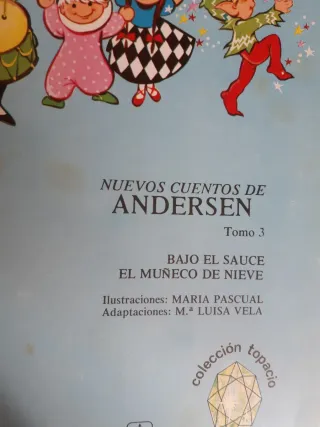 NUEVOS CUENTOS DE
ANDERSEN
Tomo 3
BAJO EL SAUCE
EL MUÑECO DE NIEVE
Ilustraciones: MARIA PASCUAL
Adaptaciones: M.ª LUISA VELA
colección topacio